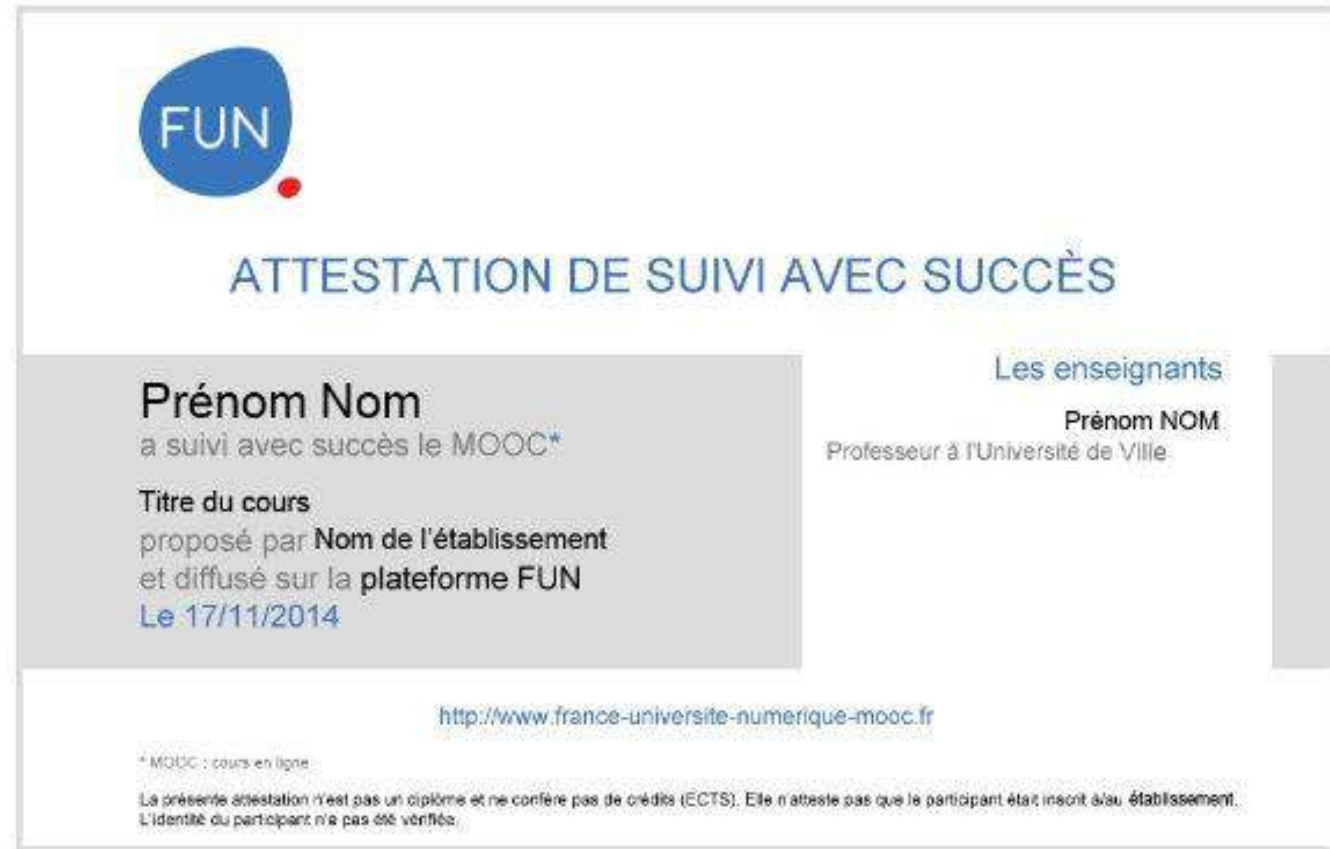 FUN
ATTESTATION DE SUIVI AVEC SUCCÈS
Prénom Nom
a suivi avec succès le MOOC*
Titre du cours
proposé par Nom de l'établissement
et diffusé sur la plateforme FUN
Le 17/11/2014
Les enseignants
Prénom NOM
Professeur à l'Université de Ville
http://www.france-universite-numerique-mooc.fr
* MOOC : cours en ligne
La présente attestation n'est pas un diplôme et ne confère pas de crédits (ECTS). Elle n'atteste pas que le participant était inscrit à/au établissement.
L'identité du participant n'a pas été vérifiée.